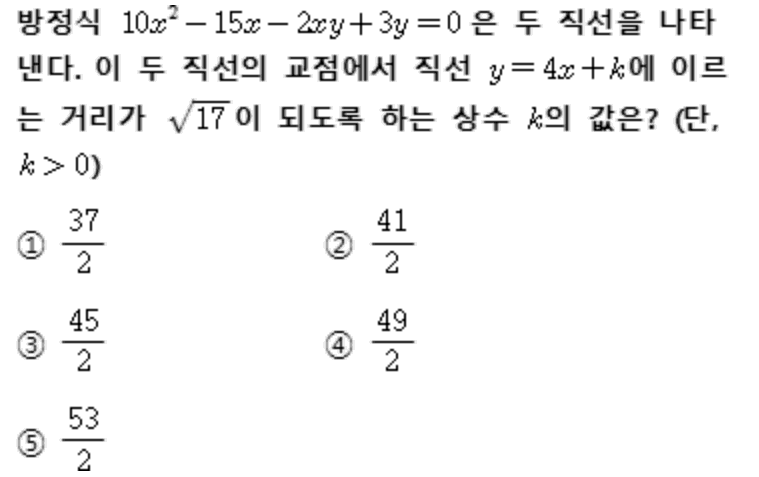 방정식 10x² − 15x − 2xy + 3y = 0 은 두 직선을 나타
낸다. 이 두 직선의 교점에서 직선 y = 4x + k에 이르
는 거리가 √17 이 되도록 하는 상수 k의 값은? (단,
k > 0)
① 37/2 ② 41/2
③ 45/2 ④ 49/2
⑤ 53/2